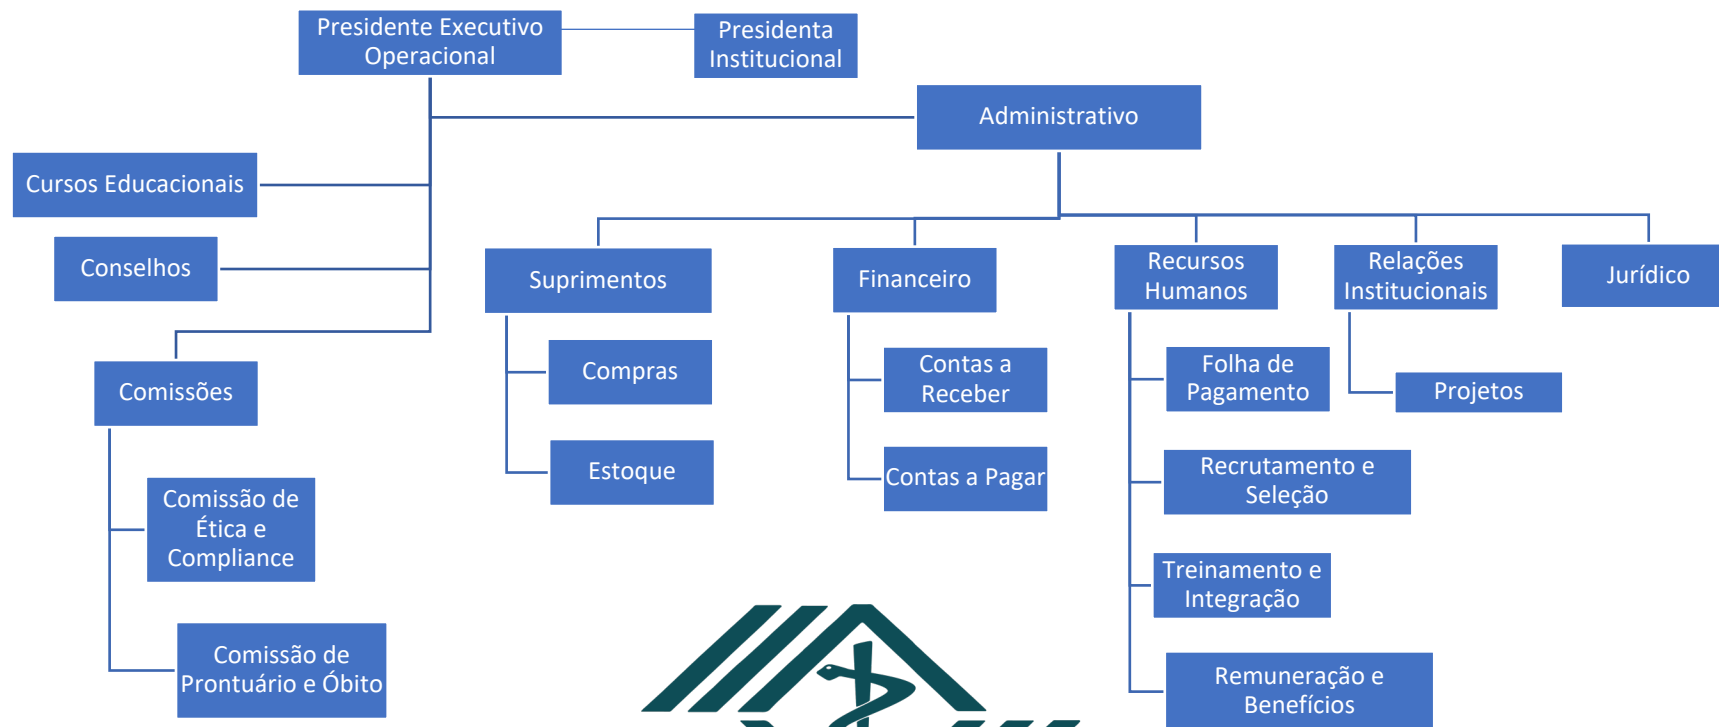 Presidente Executivo
Operacional
Presidenta
Institucional
Administrativo
Cursos Educacionais
Conselhos
Comissões
Comissão de
Ética e
Compliance
Comissão de
Prontuário e Óbito
Suprimentos
Compras
Estoque
Financeiro
Contas a
Receber
Contas a Pagar
Recursos
Humanos
Folha de
Pagamento
Recrutamento e
Seleção
Treinamento e
Integração
Remuneração e
Benefícios
Relações
Institucionais
Projetos
Jurídico